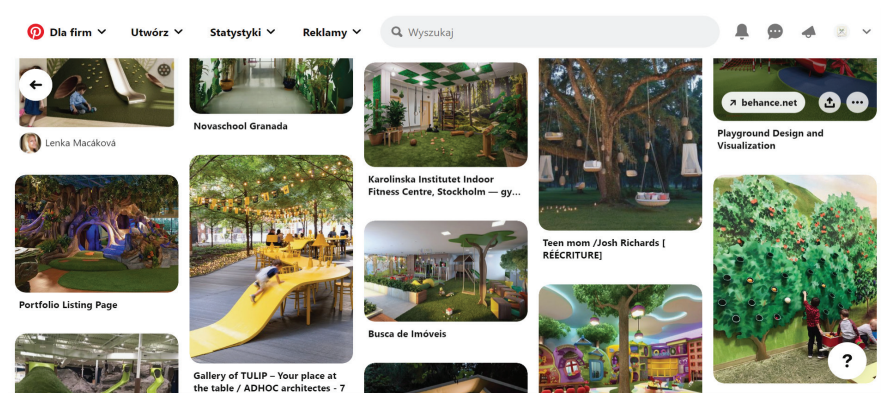 Dla firm
Utwórz
Statystyki
Reklamy
Wyszukaj
Lenka Macáková
Portfolio Listing Page
Novaschool Granada
Gallery of TULIP – Your place at
the table / ADHOC architectes - 7
Karolinska Institutet Indoor
Fitness Centre, Stockholm — gy...
Busca de Imóveis
Teen mom /Josh Richards [
RÉÉCRITURE]
behance.net
Playground Design and
Visualization
?